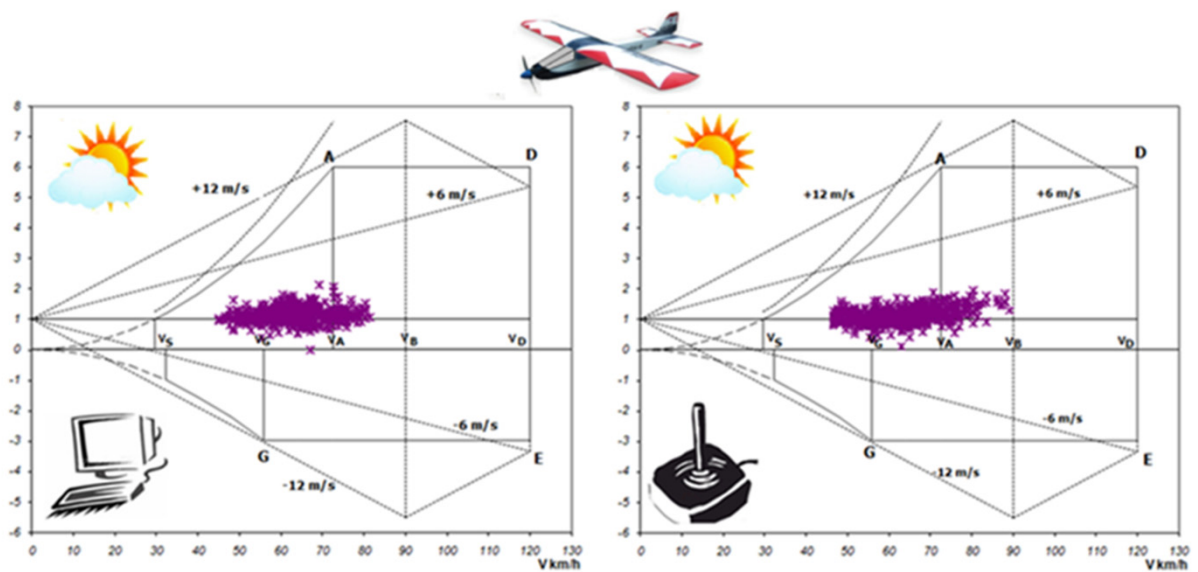 8 8
7 7
6 A D 6 A D
5 +12 m/s +6 m/s 5 +12 m/s +6 m/s
4 4
3 3
2 2
1 1
VS VG VA VB VD VS VG VA VB VD
0 0
-1 -1
-2 -2
-6 m/s -6 m/s
-3 G E -3 G E
-4 -12 m/s -4 -12 m/s
-5 -5
-6 -6
0 10 20 30 40 50 60 70 80 90 100 110 120 130 0 10 20 30 40 50 60 70 80 90 100 110 120 130
V km/h V km/h